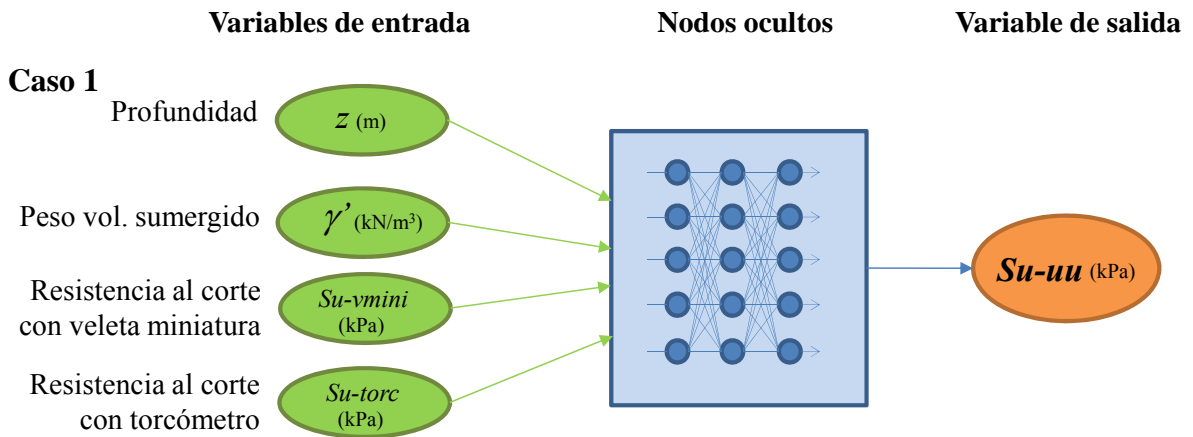 Variables de entrada
Nodos ocultos
Variable de salida
Caso 1
Profundidad
z (m)
Peso vol. sumergido
γ’ (kN/m³)
Resistencia al corte
con veleta miniatura
Su-vmini
(kPa)
Su-uu (kPa)
Resistencia al corte
con torcómetro
Su-torc
(kPa)